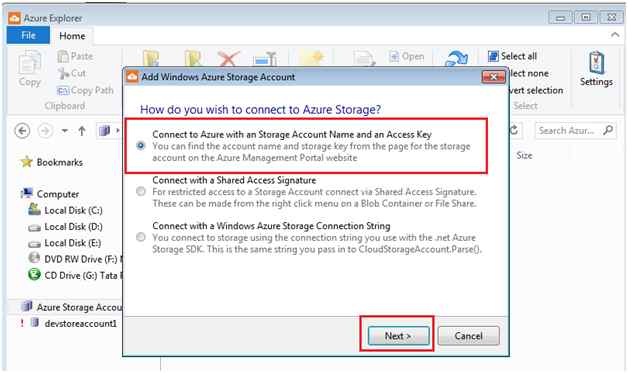 Azure Explorer
File
Home
Copy
Paste
Cut
Copy Path
Clipboard
Open
Select all
Select none
Invert selection
Select
Settings
Search Azur...
Bookmarks
Computer
Local Disk (C:)
Local Disk (D:)
Local Disk (E:)
DVD RW Drive (F:)
CD Drive (G:) Tata
Azure Storage Accou
devstoreaccount1
Size
Add Windows Azure Storage Account
How do you wish to connect to Azure Storage?
Connect to Azure with an Storage Account Name and an Access Key
You can find the account name and storage key from the page for the storage
account on the Azure Management Portal website
Connect with a Shared Access Signature
For restricted access to a Storage Account connect via Shared Access Signature.
These can be made from the right click menu on a Blob Container or File Share.
Connect with a Windows Azure Storage Connection String
You connect to storage using the connection string you use with the .net Azure
Storage SDK. This is the same string you pass in to CloudStorageAccount.Parse().
Next >
Cancel